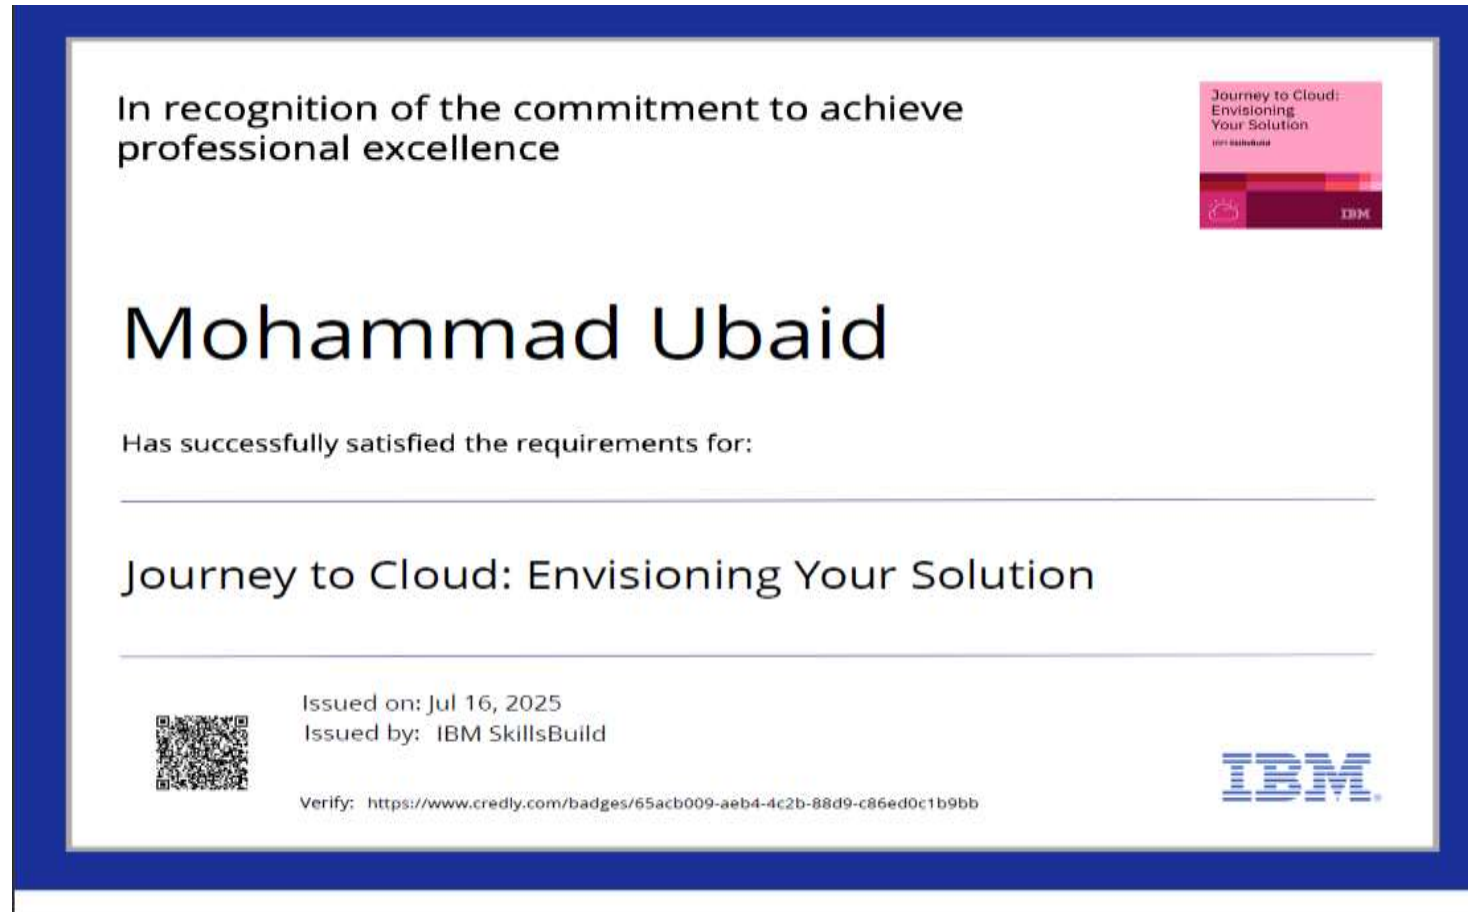 In recognition of the commitment to achieve
professional excellence
Journey to Cloud:
Envisioning
Your Solution
IBM SkillsBuild
IBM
Mohammad Ubaid
Has successfully satisfied the requirements for:
Journey to Cloud: Envisioning Your Solution
Issued on: Jul 16, 2025
Issued by: IBM SkillsBuild
Verify: https://www.credly.com/badges/65acb009-aeb4-4c2b-88d9-c86ed0c1b9bb
IBM.